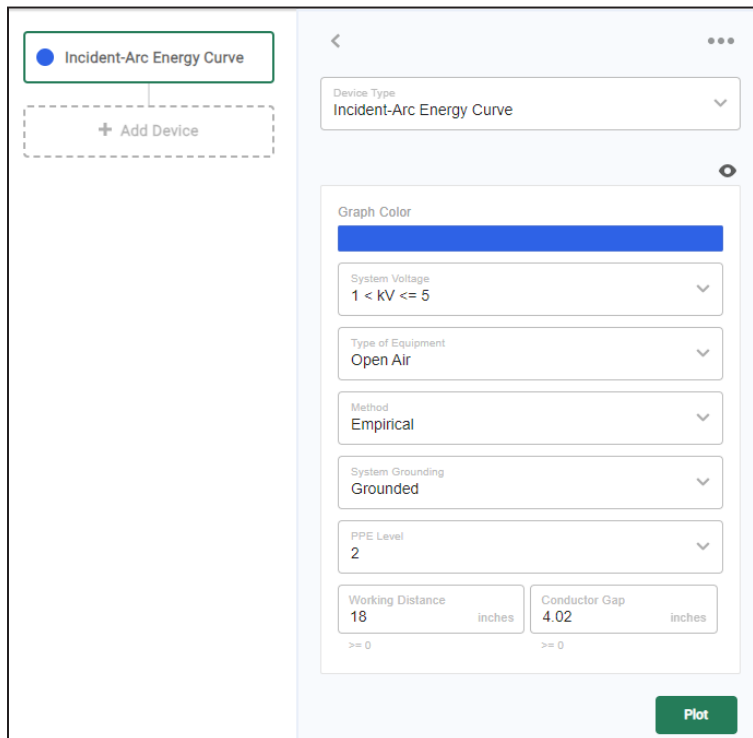 Incident-Arc Energy Curve
+ Add Device
Device Type
Incident-Arc Energy Curve
Graph Color
System Voltage
1 < kV <= 5
Type of Equipment
Open Air
Method
Empirical
System Grounding
Grounded
PPE Level
2
Working Distance
18 inches
>= 0
Conductor Gap
4.02 inches
>= 0
Plot